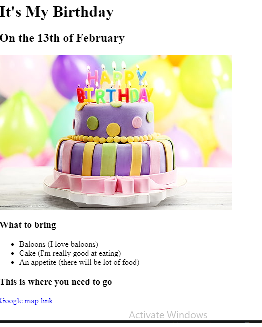 It's My Birthday
On the 13th of February
HAPPY
BIRTHDAY
What to bring
Baloons (I love baloons)
Cake (I'm really good at eating)
An appetite (there will be lot of food)
This is where you need to go
Google map link
Activate Windows